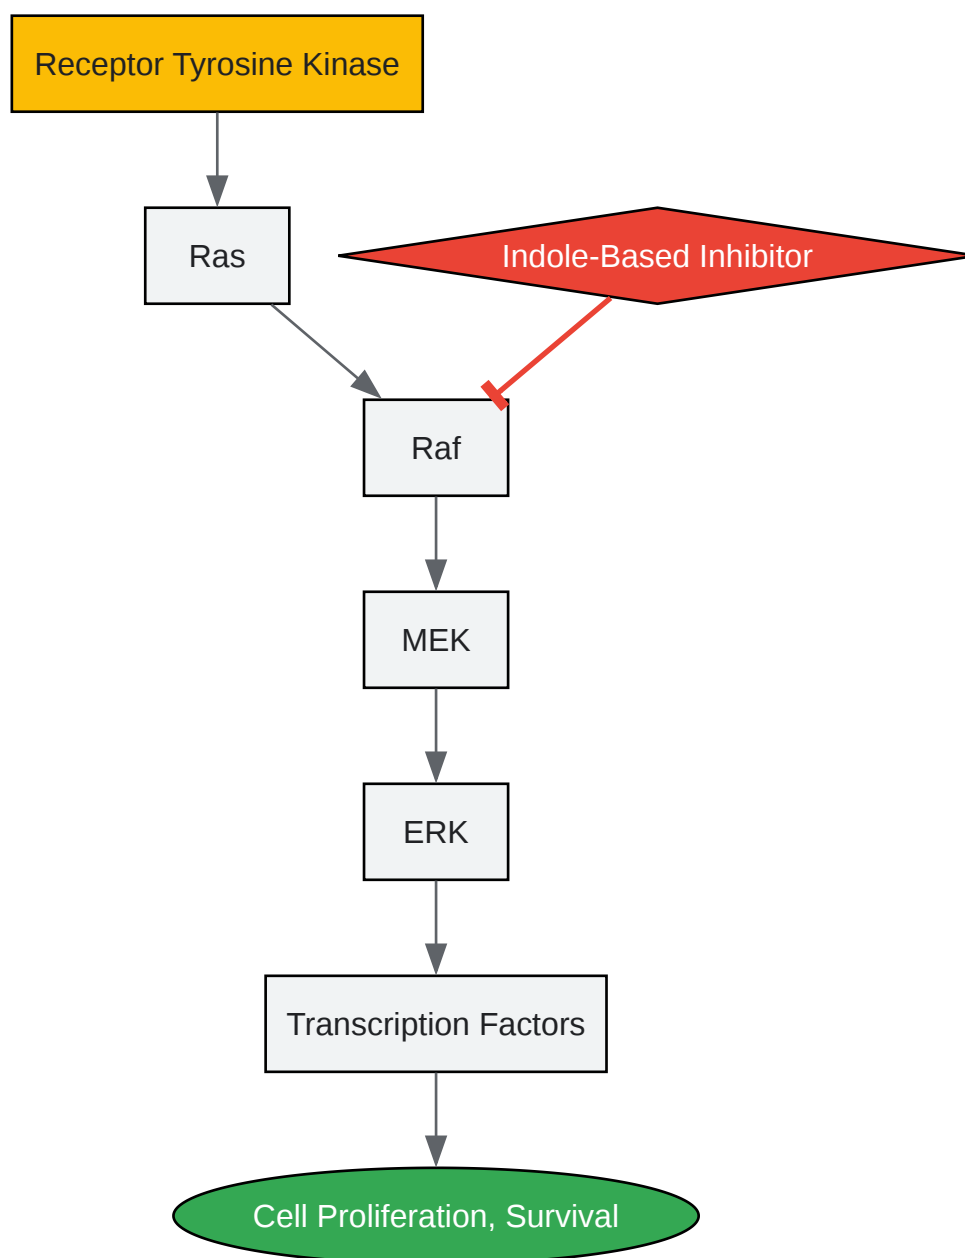 Receptor Tyrosine Kinase
Ras
Indole-Based Inhibitor
Raf
MEK
ERK
Transcription Factors
Cell Proliferation, Survival